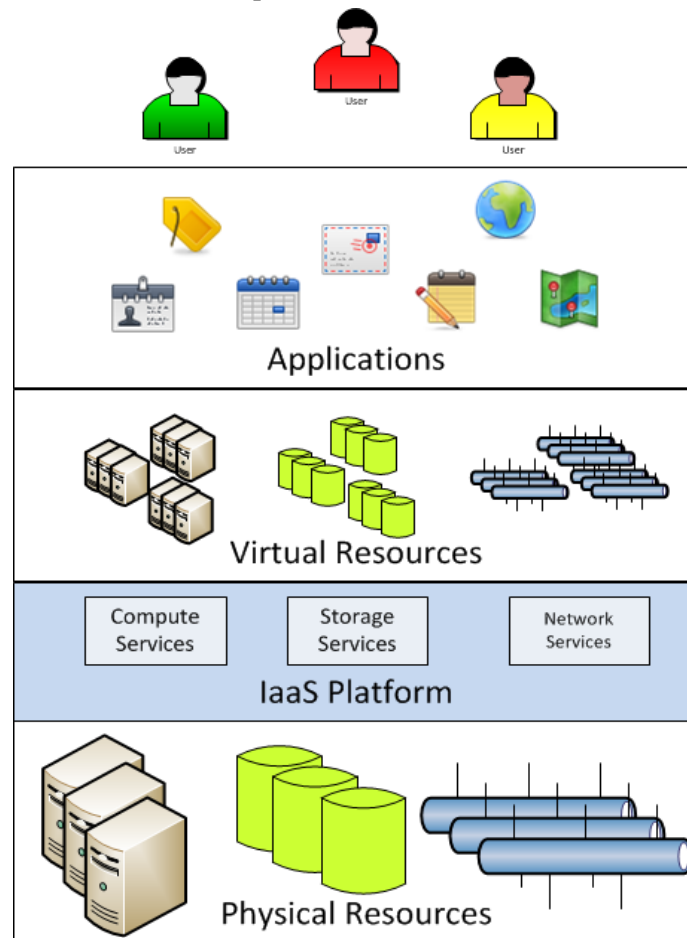 User
User
User
Applications
Virtual Resources
Compute
Services
Storage
Services
Network
Services
IaaS Platform
Physical Resources